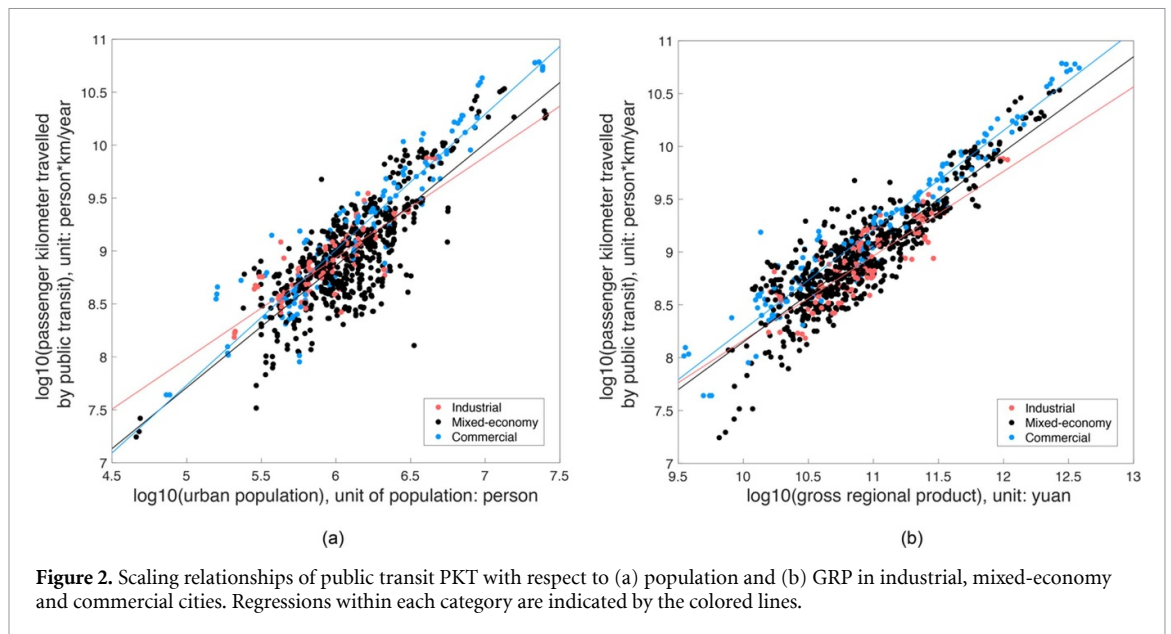 11
10.5
10
9.5
9
8.5
8
7.5
7
4.5 5 5.5 6 6.5 7 7.5
log10(passenger kilometer travelled
by public transit), unit: person*km/year
log10(urban population), unit of population: person
Industrial
Mixed-economy
Commercial
(a)
11
10.5
10
9.5
9
8.5
8
7.5
7
9.5 10 10.5 11 11.5 12 12.5 13
log10(passenger kilometer travelled
by public transit), unit: person*km/year
log10(gross regional product), unit: yuan
Industrial
Mixed-economy
Commercial
(b)
Figure 2. Scaling relationships of public transit PKT with respect to (a) population and (b) GRP in industrial, mixed-economy
and commercial cities. Regressions within each category are indicated by the colored lines.